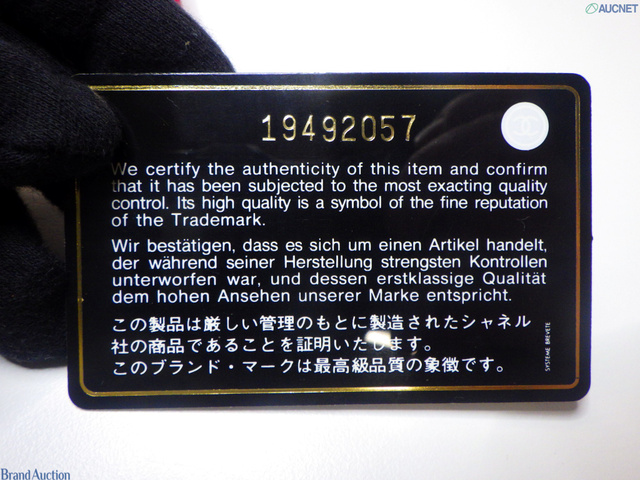 AUCNET
19492057
We certify the authenticity of this item and confirm
that it has been subjected to the most exacting quality
control. Its high quality is a symbol of the fine reputation
of the Trademark.
Wir bestätigen, dass es sich um einen Artikel handelt,
der während seiner Herstellung strengsten Kontrollen
unterworfen war, und dessen erstklassige Qualität
dem hohen Ansehen unserer Marke entspricht.
この製品は厳しい管理のもとに製造されたシャネル
社の商品であることを証明いたします。
このブランド・マークは最高級品質の象徴です。
SYSTEME BREVETE
Brand Auction